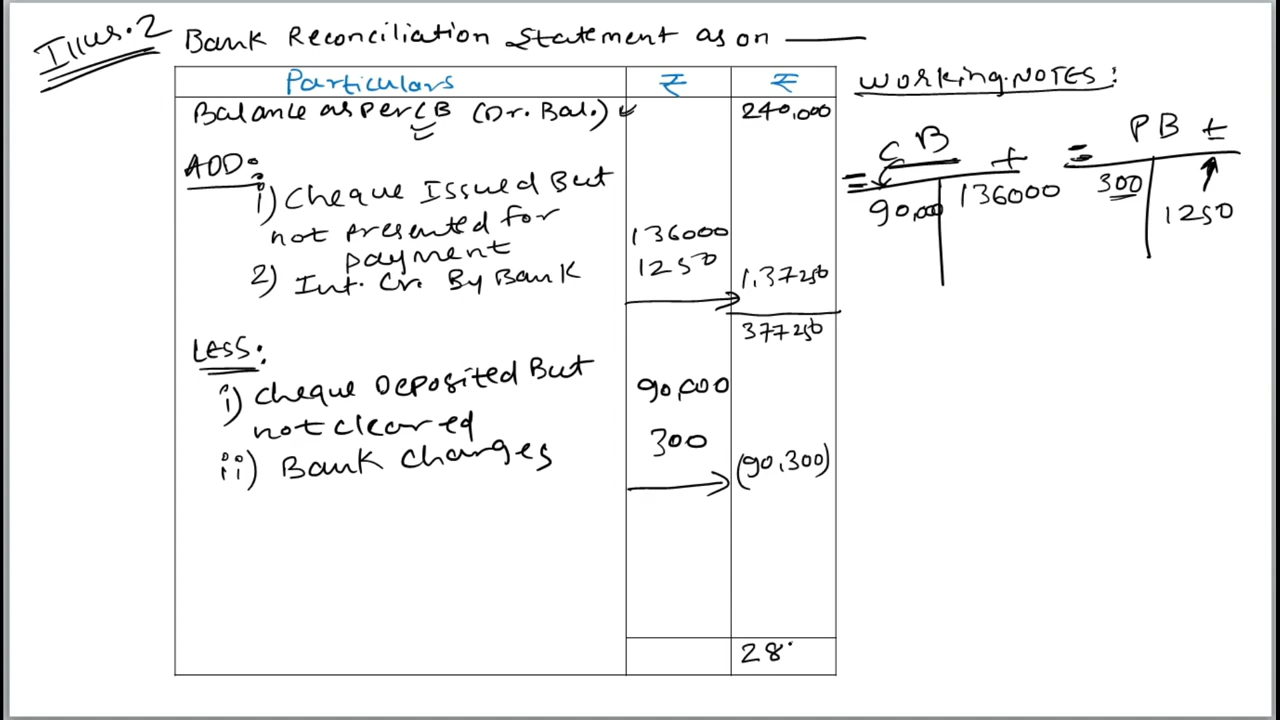 Illus.2 Bank Reconciliation Statement as on
Particulars ₹ ₹
Balance as per CB (Dr. Bal.) 240,000
ADD:
i) Cheque Issued But
not presented for
payment 136000
2) Int. Cr. By Bank 1250 1,37250
377250
LESS:
i) Cheque Deposited But
not cleared 90,000
ii) Bank Charges 300 (90,300)
28
Working NOTES:
CB +
90,000 136000
PB ±
300 1250